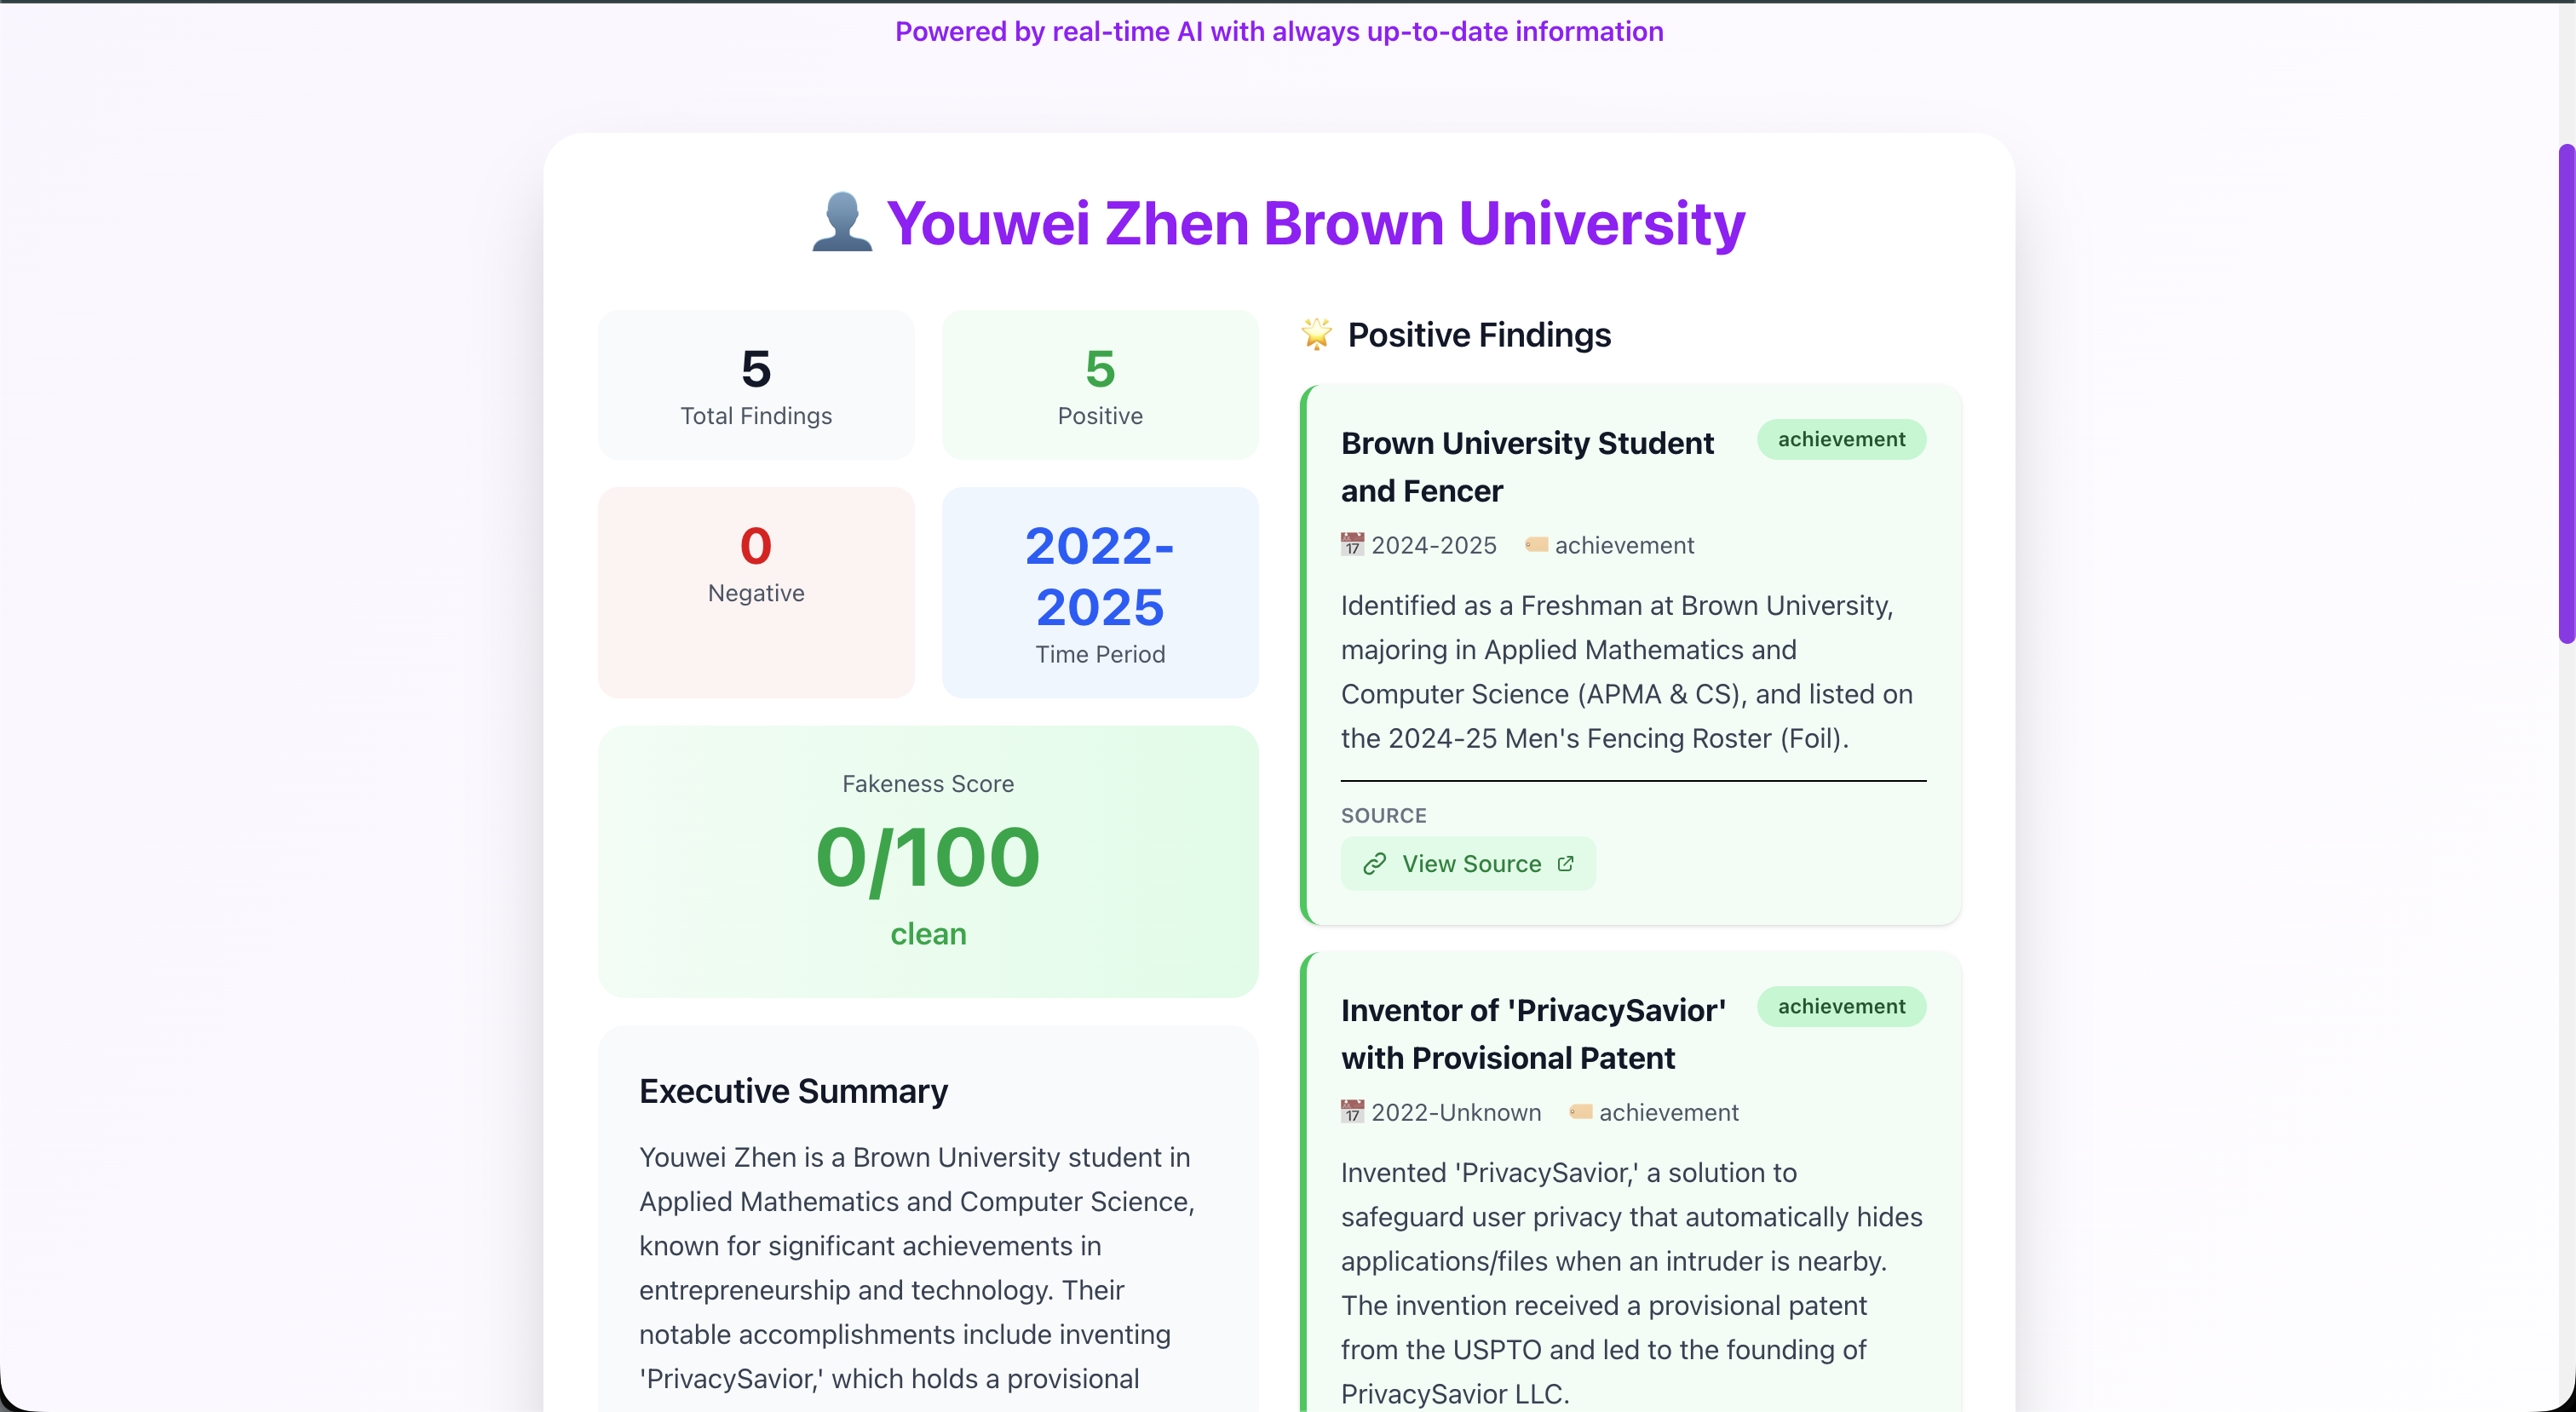 Powered by real-time AI with always up-to-date information
Youwei Zhen Brown University
5
Total Findings
5
Positive
0
Negative
2022-
2025
Time Period
Fakeness Score
0/100
clean
Executive Summary
Youwei Zhen is a Brown University student in
Applied Mathematics and Computer Science,
known for significant achievements in
entrepreneurship and technology. Their
notable accomplishments include inventing
'PrivacySavior,' which holds a provisional
Positive Findings
Brown University Student
and Fencer
achievement
17 2024-2025 achievement
Identified as a Freshman at Brown University,
majoring in Applied Mathematics and
Computer Science (APMA & CS), and listed on
the 2024-25 Men's Fencing Roster (Foil).
SOURCE
View Source
Inventor of 'PrivacySavior'
with Provisional Patent
achievement
17 2022-Unknown achievement
Invented 'PrivacySavior,' a solution to
safeguard user privacy that automatically hides
applications/files when an intruder is nearby.
The invention received a provisional patent
from the USPTO and led to the founding of
PrivacySavior LLC.